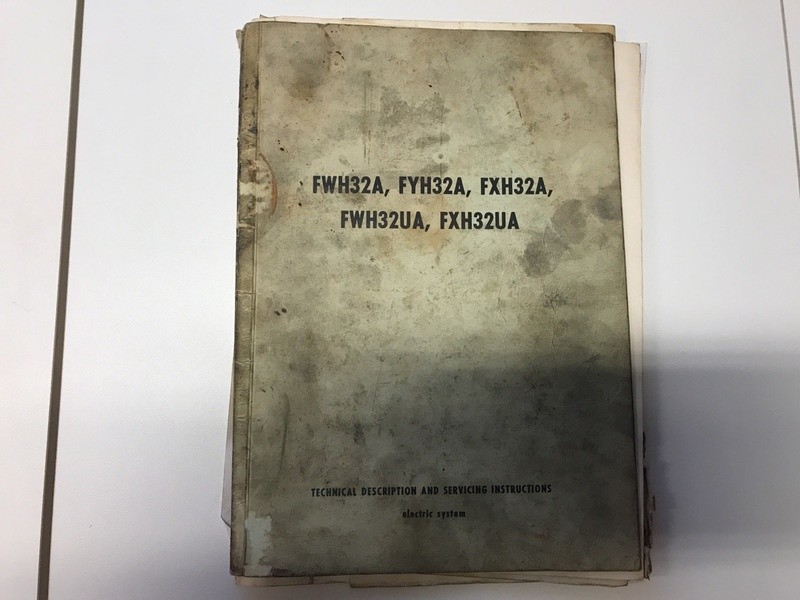 FWH32A, FYH32A, FXH32A,
FWH32UA, FXH32UA
TECHNICAL DESCRIPTION AND SERVICING INSTRUCTIONS
electric system